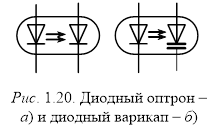 Рис. 1.20. Диодный оптрон –
а) и диодный варикап – б)